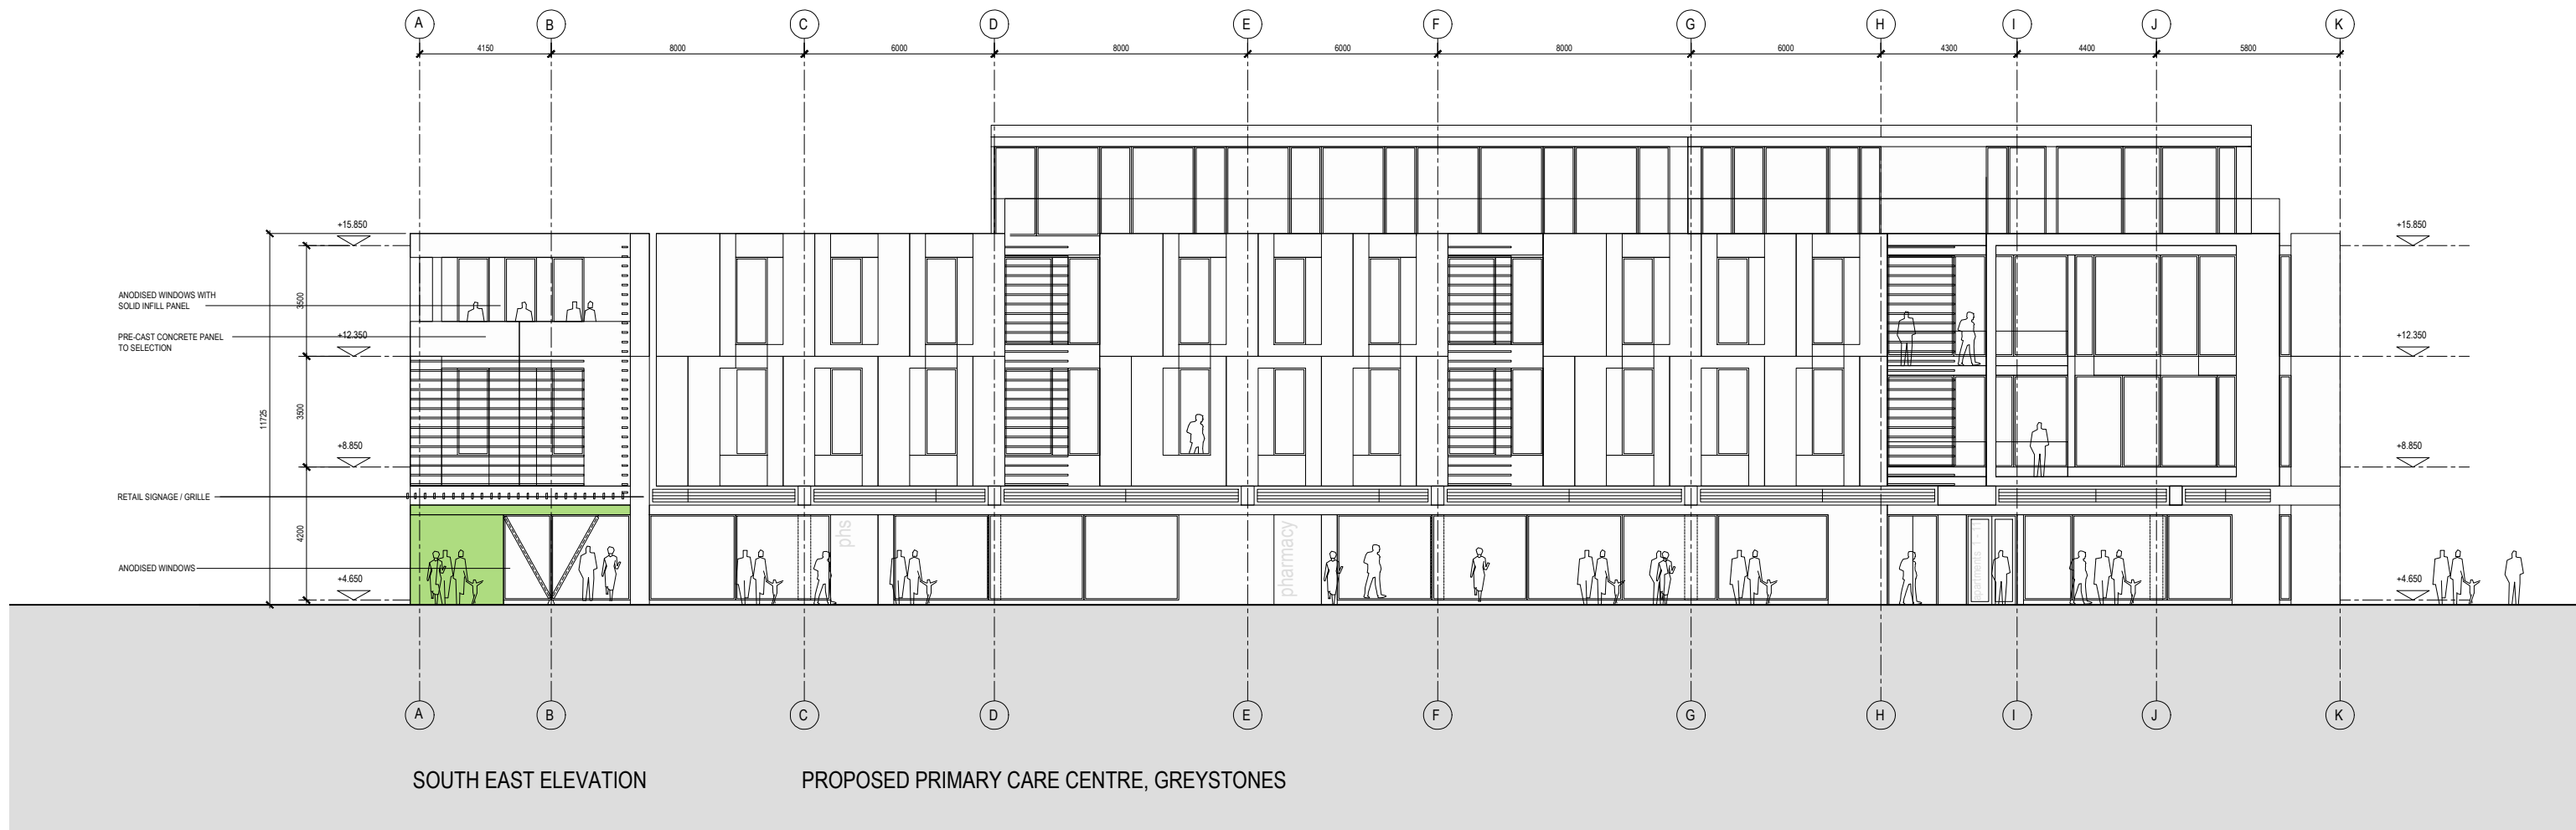 A B C D E F G H I J K
4150 8000 6000 8000 6000 8000 6000 4300 4400 5800
+15.850 +15.850
ANODISED WINDOWS WITH
SOLID INFILL PANEL
3500
PRE-CAST CONCRETE PANEL
TO SELECTION
+12.350 +12.350
11725
3500
+8.850 +8.850
RETAIL SIGNAGE / GRILLE
4200
phs
pharmacy
apartments 1 - 11
ANODISED WINDOWS
+4.650 +4.650
A B C D E F G H I J K
SOUTH EAST ELEVATION PROPOSED PRIMARY CARE CENTRE, GREYSTONES